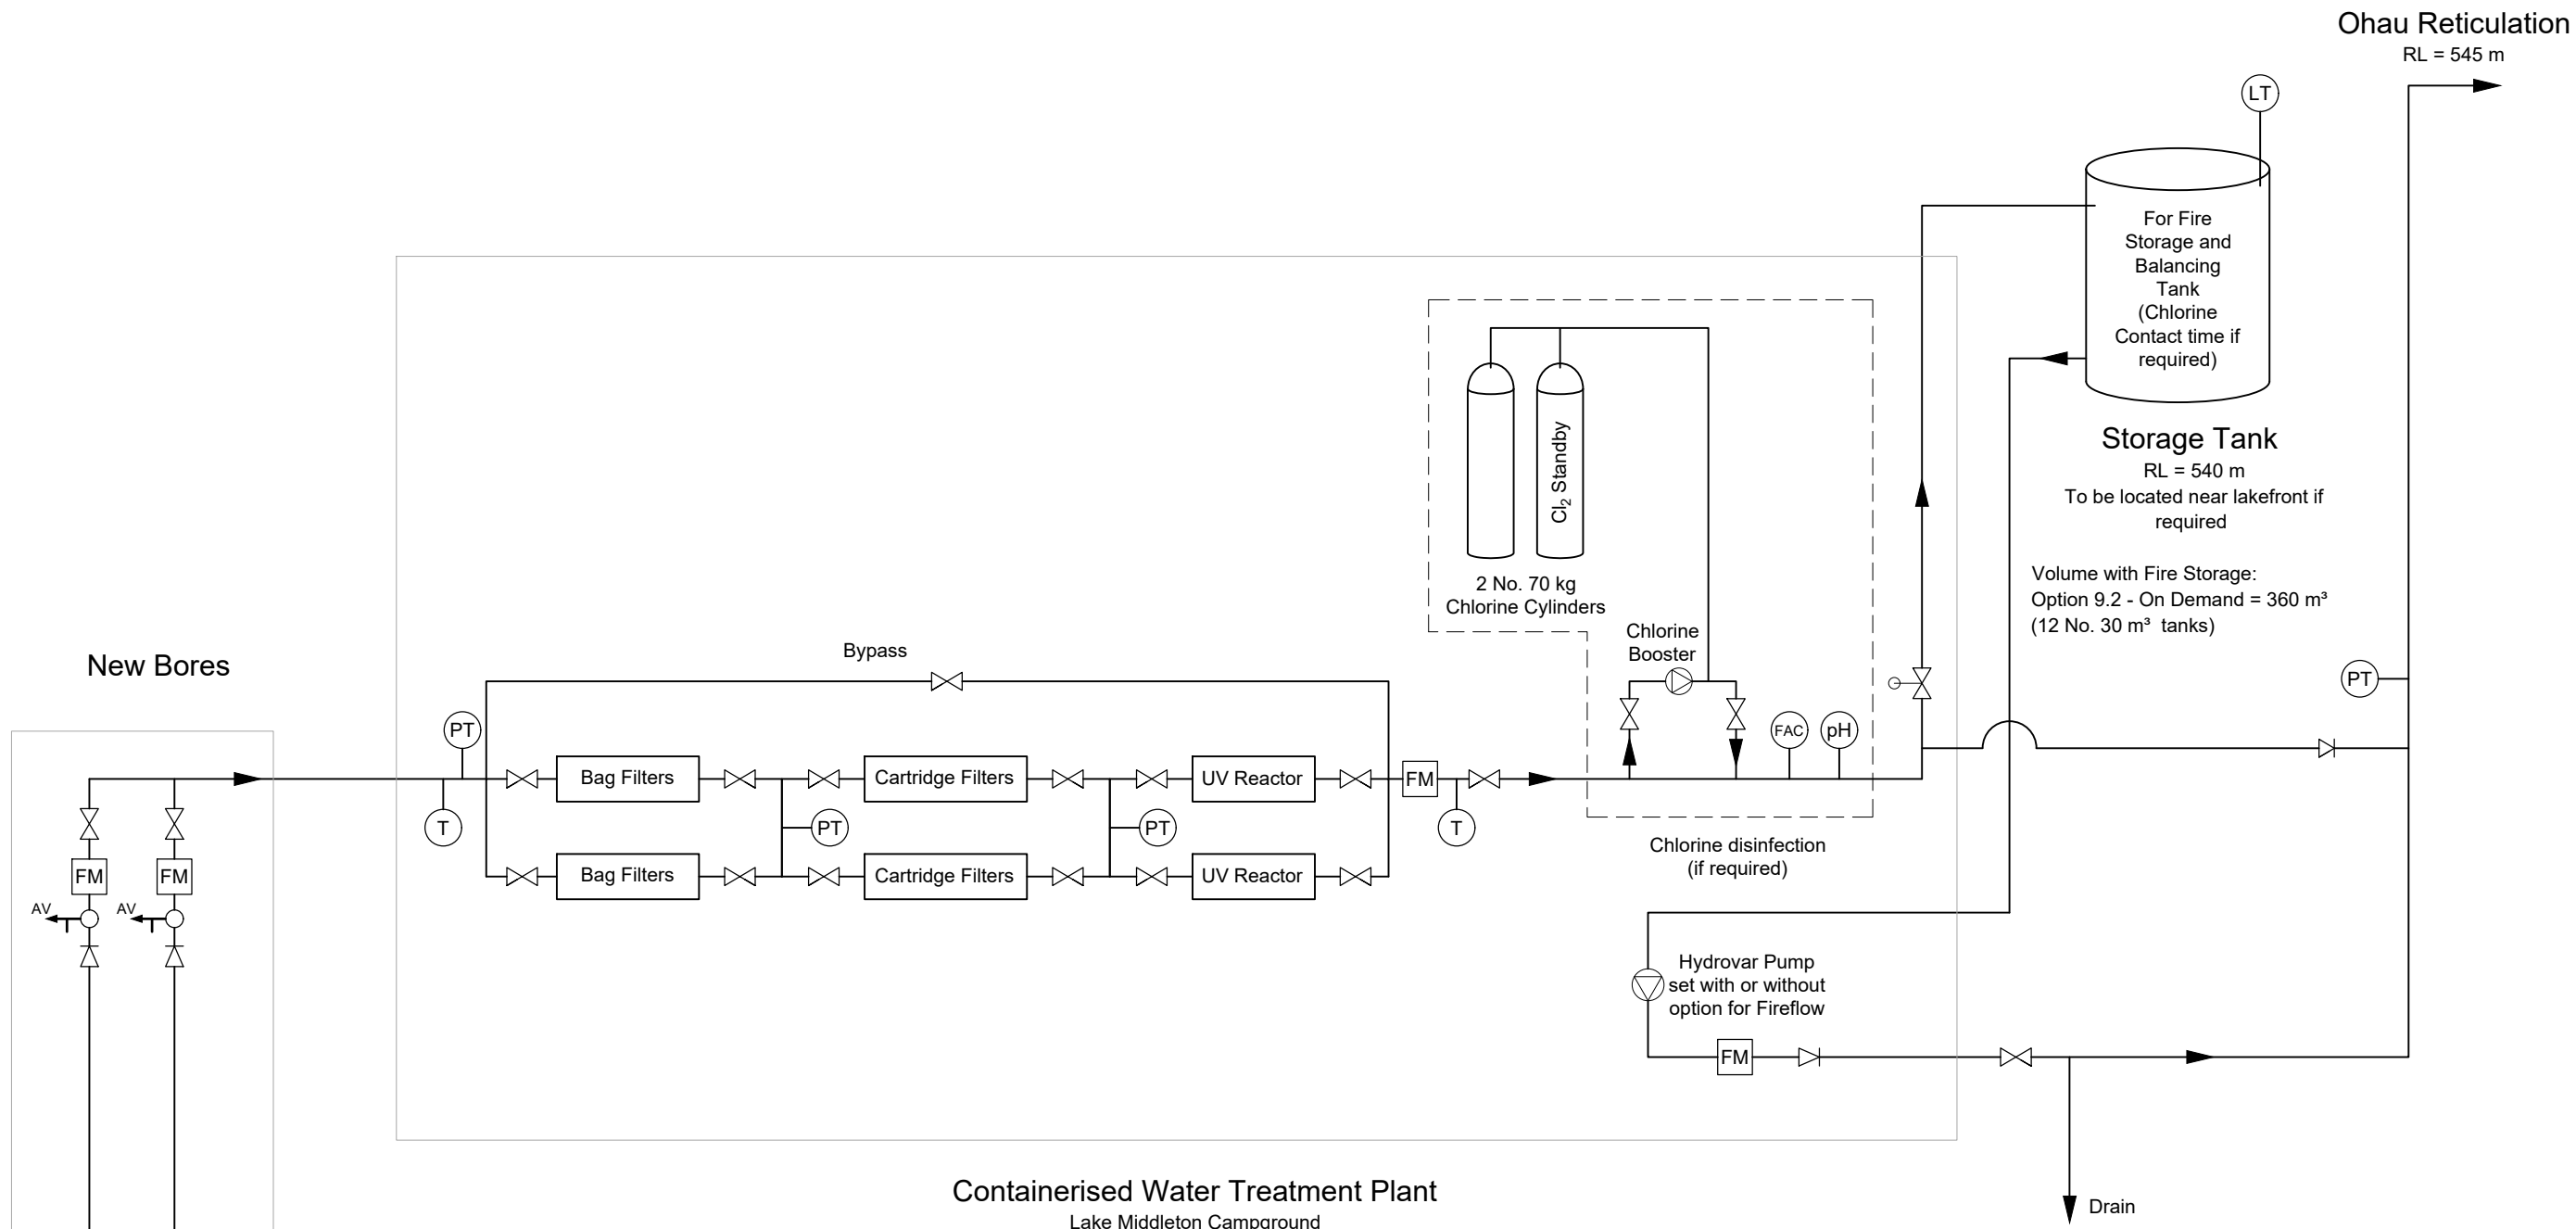 Ohau Reticulation
RL = 545 m
LT
For Fire
Storage and
Balancing
Tank
(Chlorine
Contact time if
required)
Storage Tank
RL = 540 m
To be located near lakefront if
required
Volume with Fire Storage:
Option 9.2 - On Demand = 360 m³
(12 No. 30 m³ tanks)
PT
Cl₂ Standby
2 No. 70 kg
Chlorine Cylinders
Chlorine
Booster
FAC
pH
Chlorine disinfection
(if required)
New Bores
FM
FM
AV
AV
Bypass
PT
T
Bag Filters
Cartridge Filters
UV Reactor
PT
PT
Bag Filters
Cartridge Filters
UV Reactor
FM
T
Hydrovar Pump
set with or without
option for Fireflow
FM
Drain
Containerised Water Treatment Plant
Lake Middleton Campground